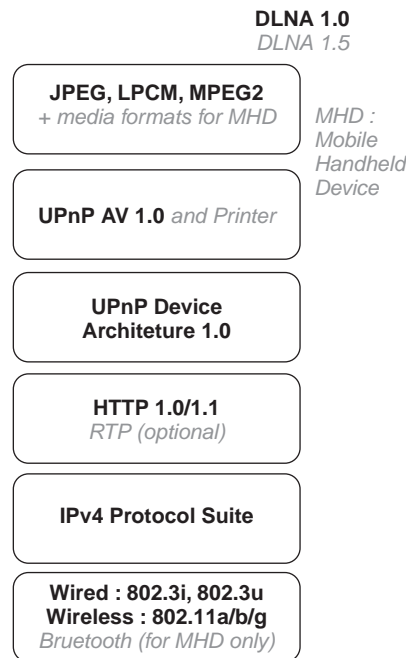 DLNA 1.0
DLNA 1.5
JPEG, LPCM, MPEG2
+ media formats for MHD
MHD :
Mobile
Handheld
Device
UPnP AV 1.0 and Printer
UPnP Device
Architeture 1.0
HTTP 1.0/1.1
RTP (optional)
IPv4 Protocol Suite
Wired : 802.3i, 802.3u
Wireless : 802.11a/b/g
Bruetooth (for MHD only)